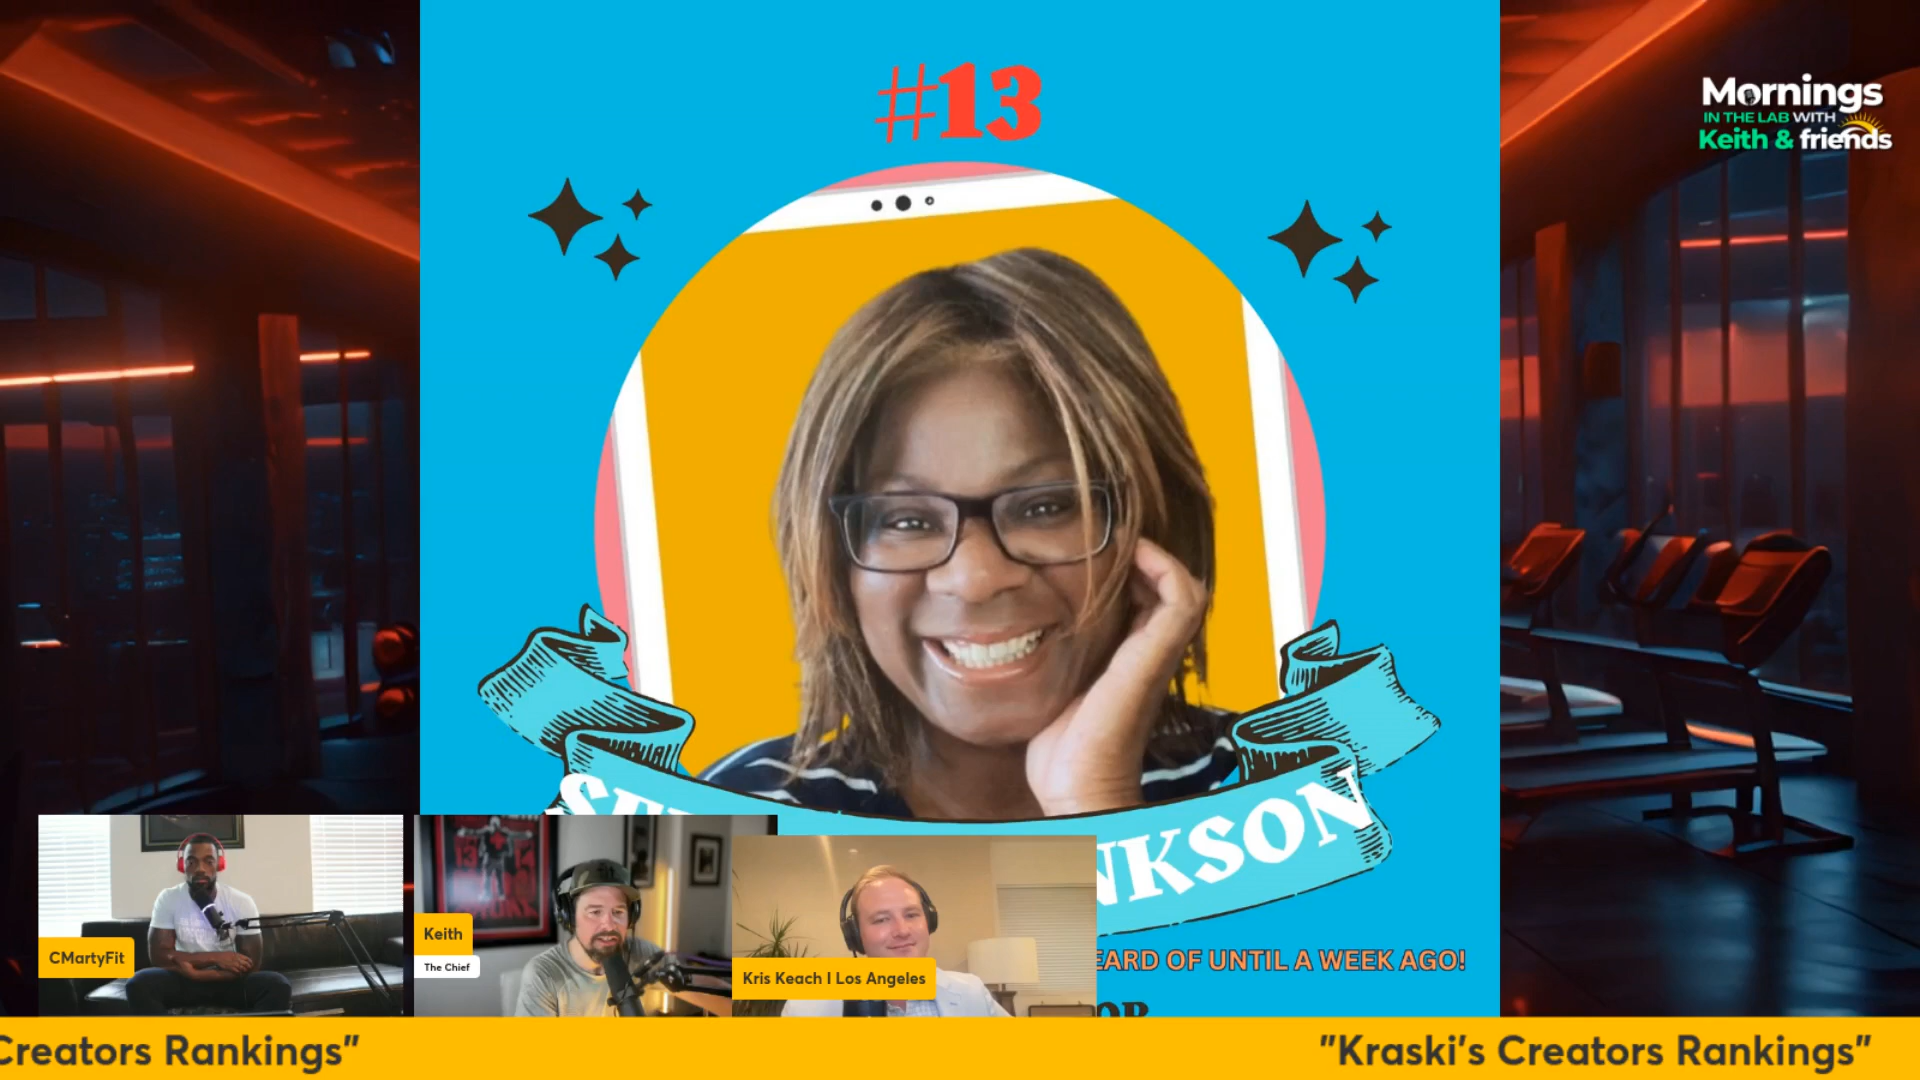 #13
Mornings
IN THE LAB WITH
Keith & friends
NKSON
CMartyFit
Keith
The Chief
Kris Keach I Los Angeles
EARD OF UNTIL A WEEK AGO!
Creators Rankings"
"Kraski's Creators Rankings"